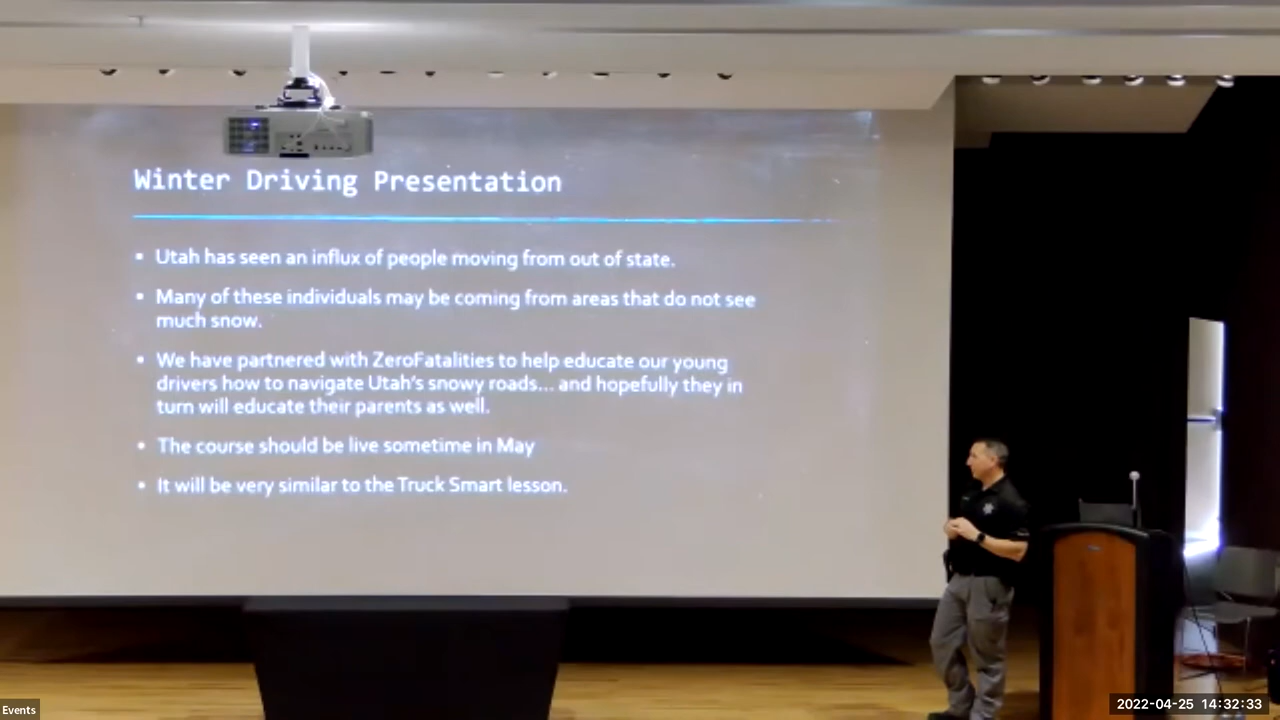 Winter Driving Presentation
▪ Utah has seen an influx of people moving from out of state.
▪ Many of these individuals may be coming from areas that do not see
much snow.
▪ We have partnered with ZeroFatalities to help educate our young
drivers how to navigate Utah's snowy roads... and hopefully they in
turn will educate their parents as well.
▪ The course should be live sometime in May
▪ It will be very similar to the Truck Smart lesson.
Events
2022-04-25 14:32:33